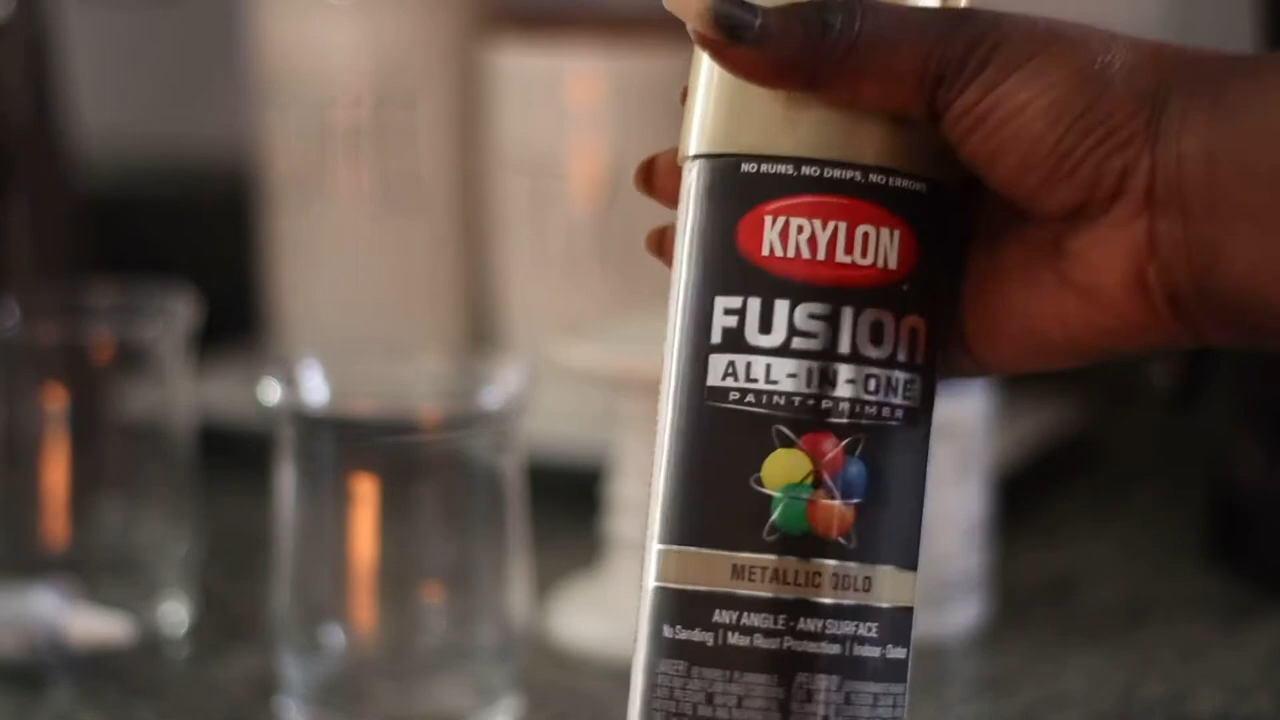 NO RUNS, NO DRIPS, NO ERRORS
KRYLON
FUSION
ALL-IN-ONE
PAINT+PRIMER
METALLIC GOLD
ANY ANGLE - ANY SURFACE
No Sanding | Max Rust Protection | Indoor-Outdoor